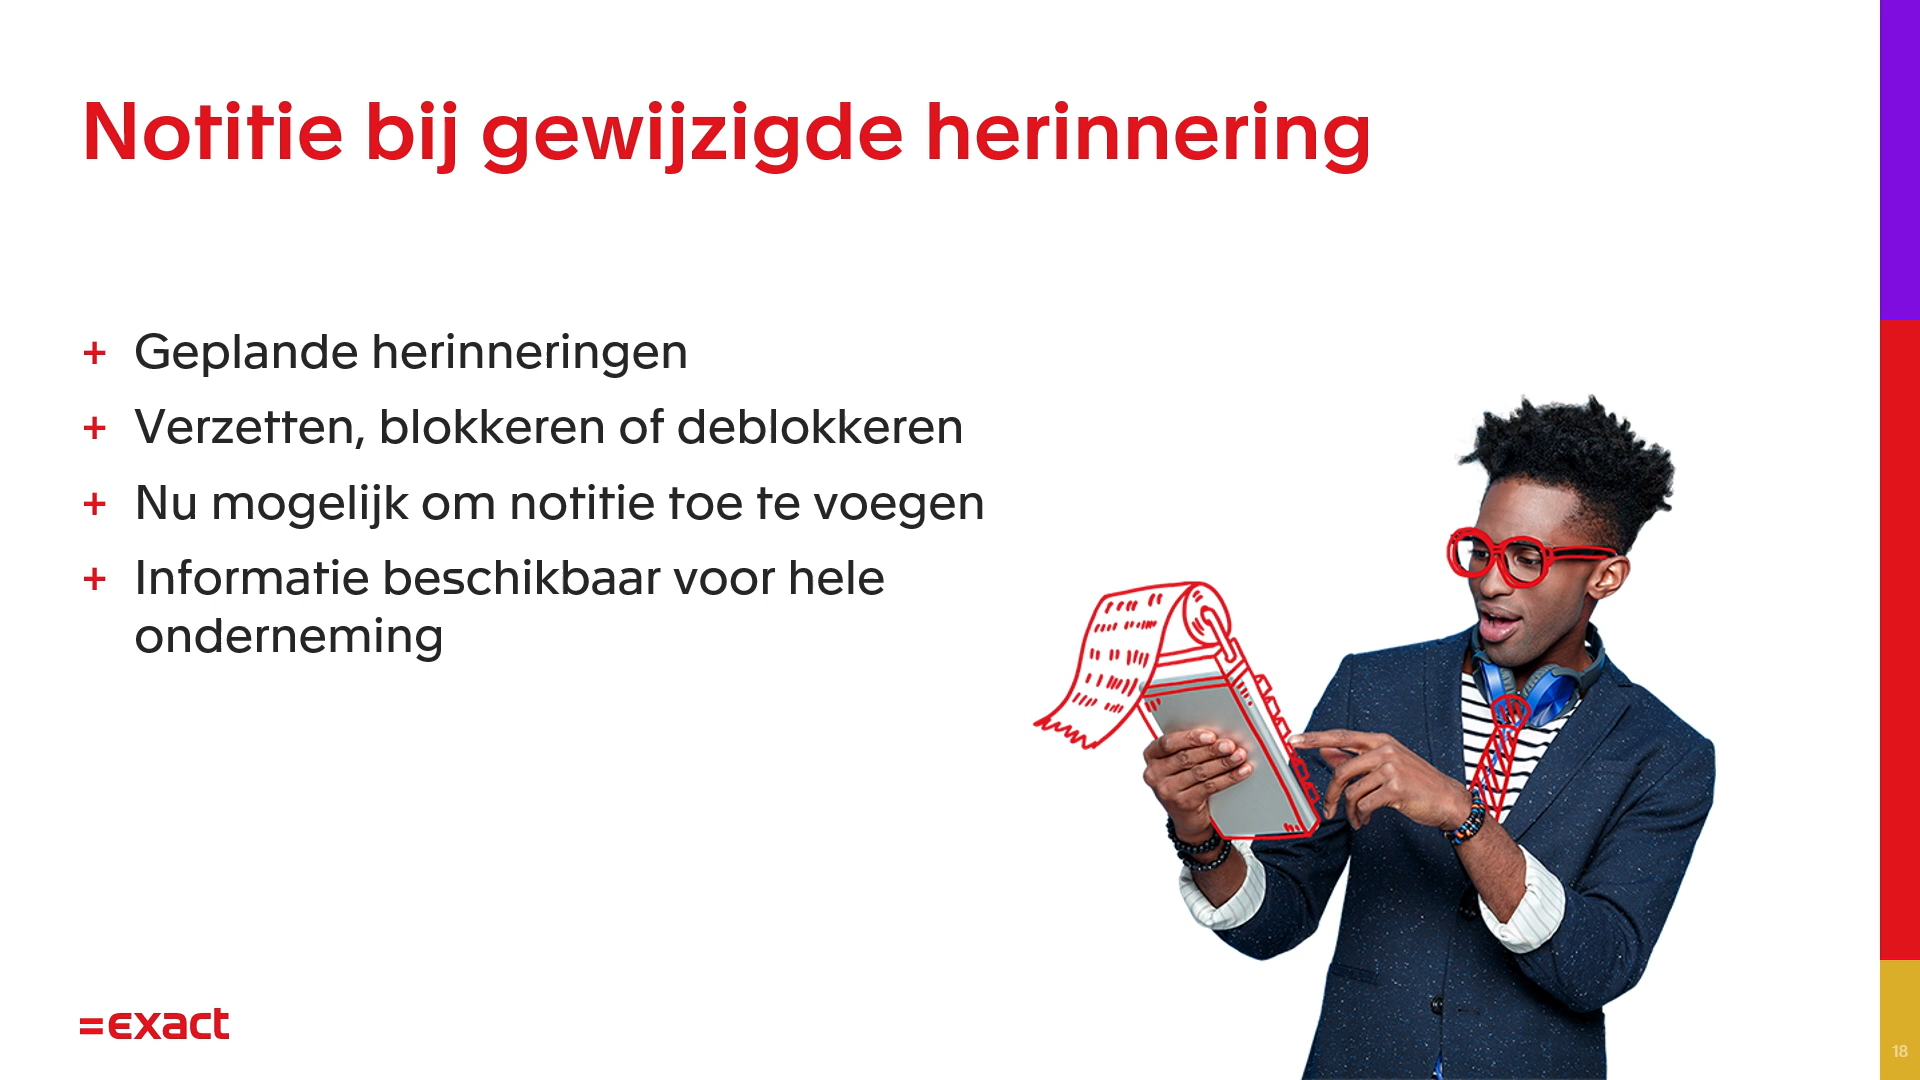 Notitie bij gewijzigde herinnering
+ Geplande herinneringen
+ Verzetten, blokkeren of deblokkeren
+ Nu mogelijk om notitie toe te voegen
+ Informatie beschikbaar voor hele
onderneming
=exact
18